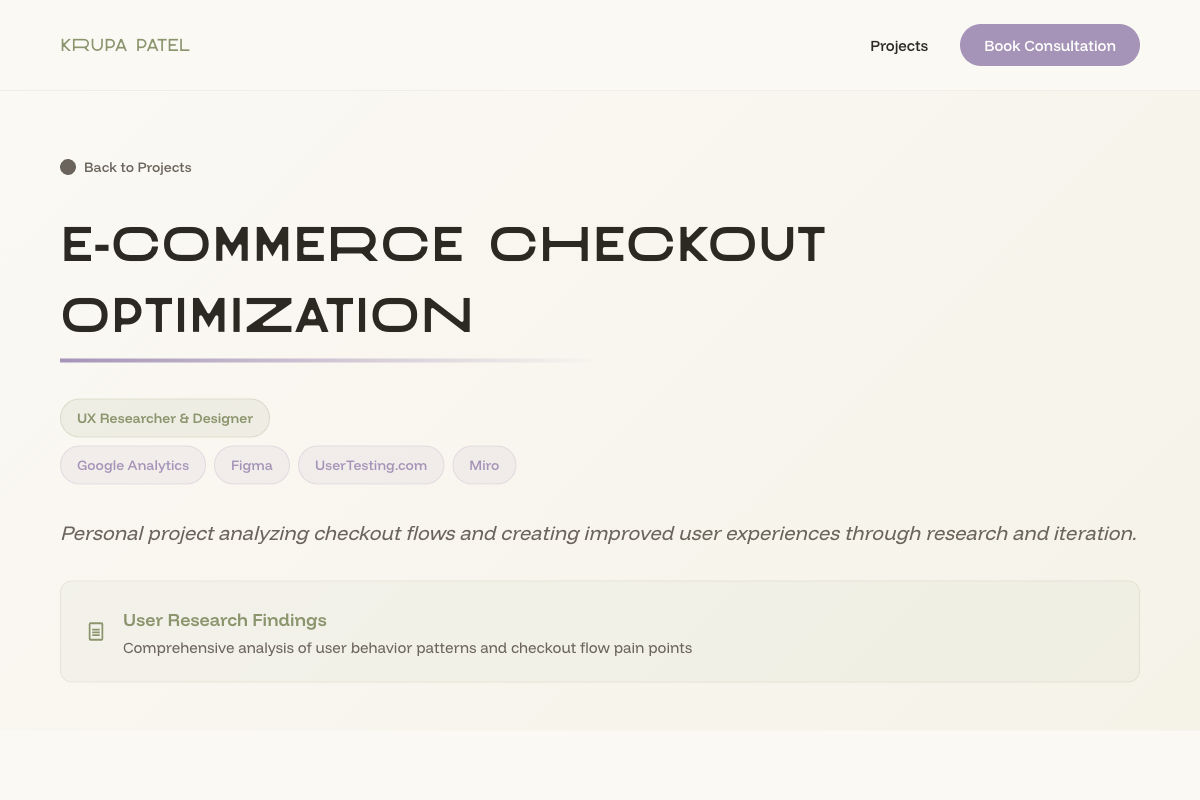 KRUPA PATEL
Projects
Book Consultation
Back to Projects
E-COMMERCE CHECKOUT
OPTIMIZATION
UX Researcher & Designer
Google Analytics
Figma
UserTesting.com
Miro
Personal project analyzing checkout flows and creating improved user experiences through research and iteration.
User Research Findings
Comprehensive analysis of user behavior patterns and checkout flow pain points